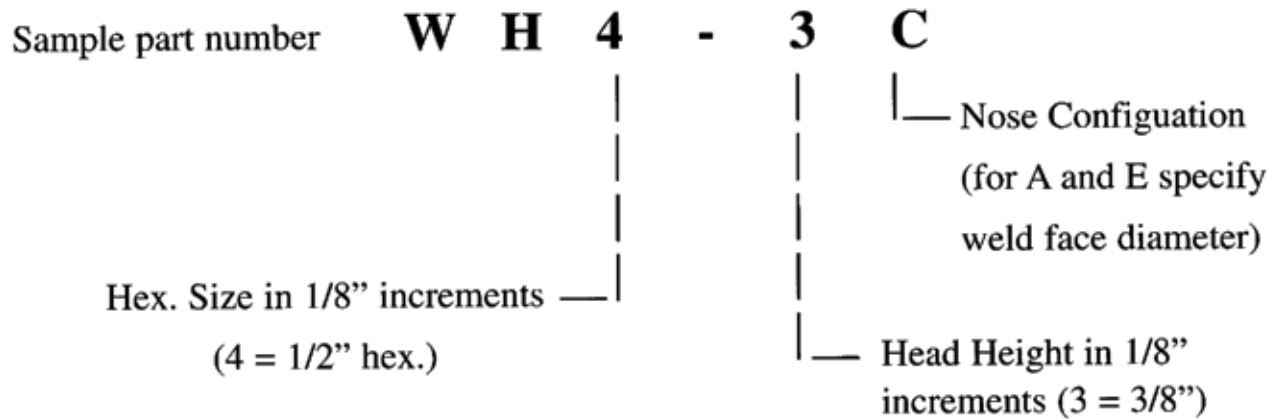 Sample part number W H 4 - 3 C
Nose Configuation
(for A and E specify
weld face diameter)
Hex. Size in 1/8” increments
(4 = 1/2” hex.)
Head Height in 1/8”
increments (3 = 3/8”)